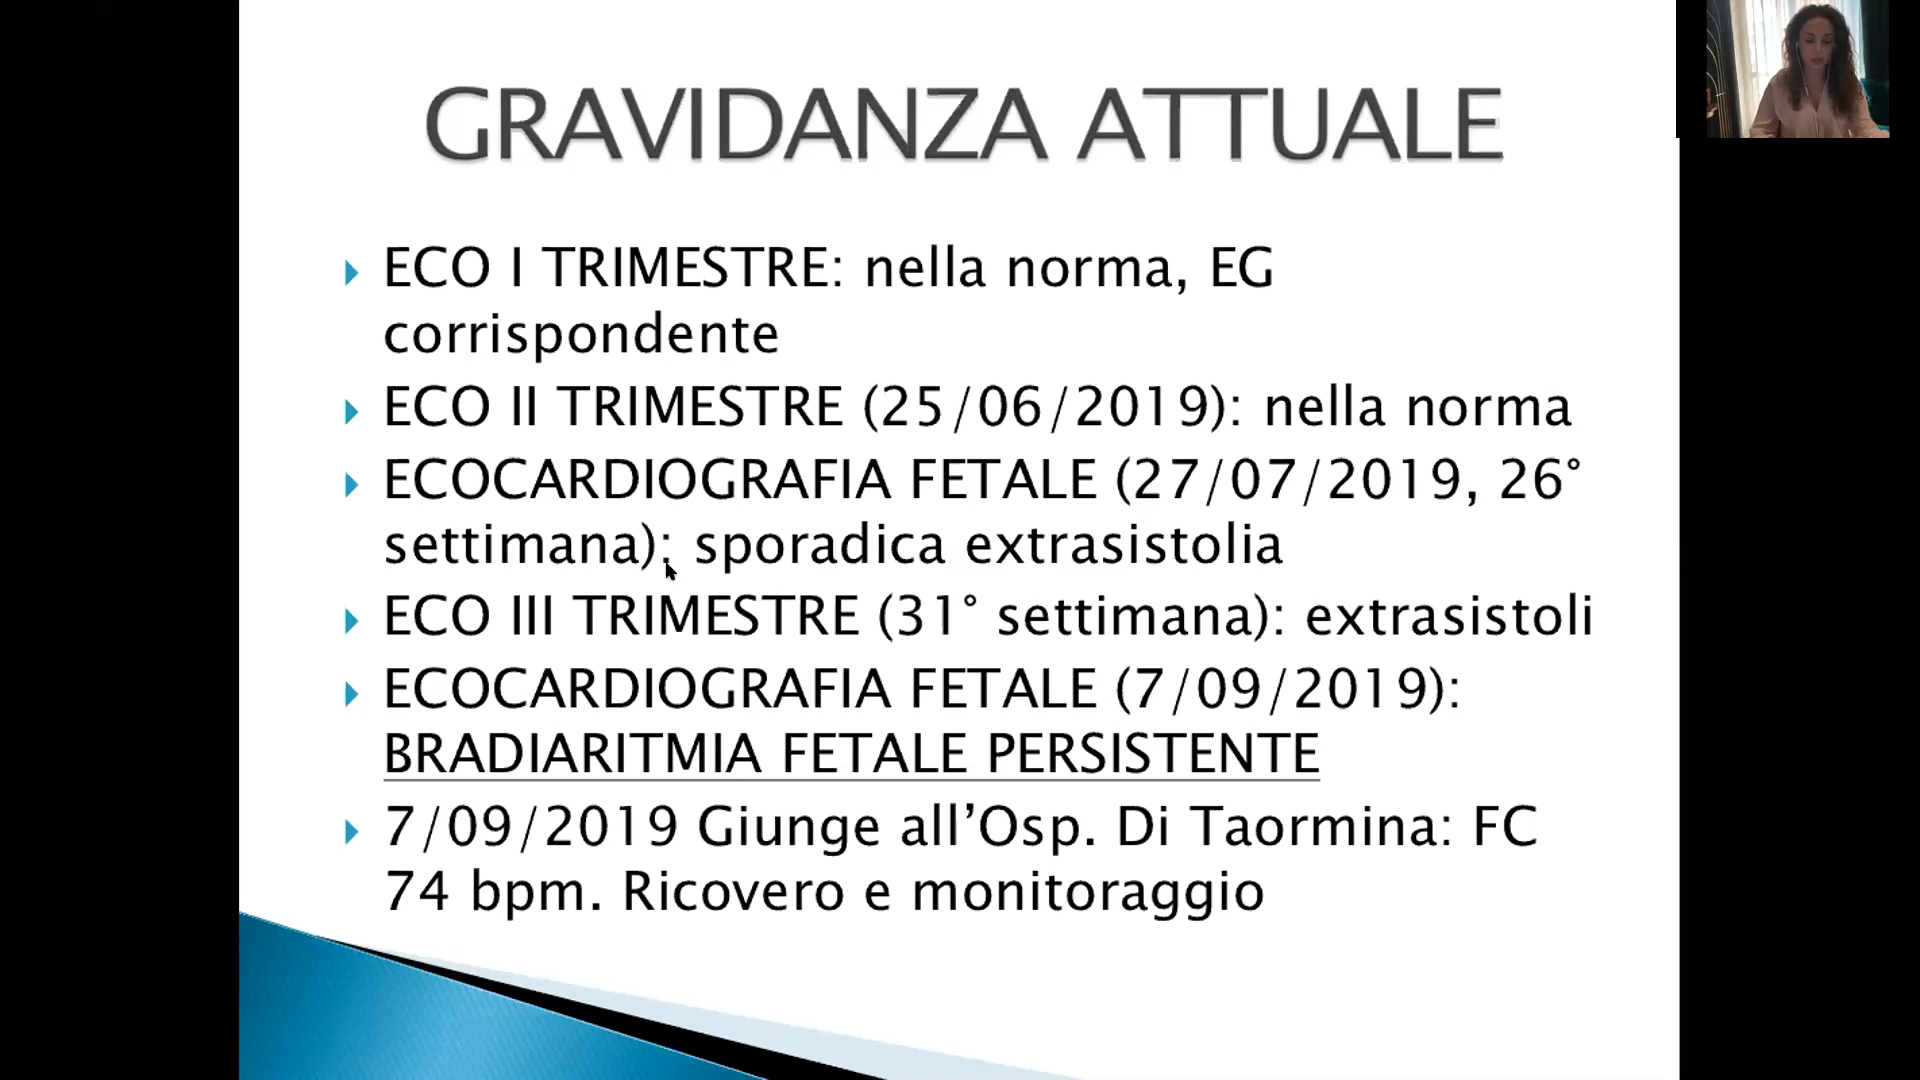 GRAVIDANZA ATTUALE
ECO I TRIMESTRE: nella norma, EG
corrispondente
ECO II TRIMESTRE (25/06/2019): nella norma
ECOCARDIOGRAFIA FETALE (27/07/2019, 26°
settimana): sporadica extrasistolia
ECO III TRIMESTRE (31° settimana): extrasistoli
ECOCARDIOGRAFIA FETALE (7/09/2019):
BRADIARITMIA FETALE PERSISTENTE
7/09/2019 Giunge all’Osp. Di Taormina: FC
74 bpm. Ricovero e monitoraggio